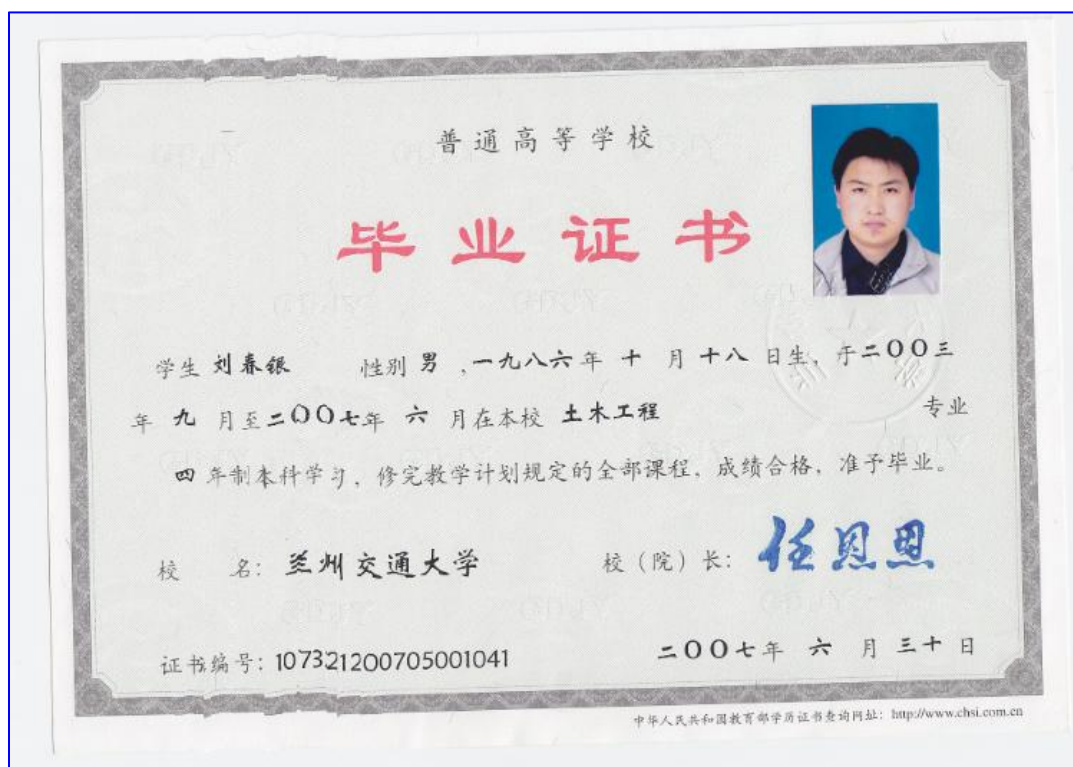 普通高等学校
毕业证书
学生 刘春银 性别 男 ,一九八六年 十 月 十八 日生，于二〇〇三
年 九 月至二〇〇七年 六 月在本校 土木工程 专业
四 年制本科学习，修完教学计划规定的全部课程，成绩合格，准予毕业。
校 名：兰州交通大学 校（院）长：任恩恩
证书编号：107321200705001041 二〇〇七年 六 月 三十 日
中华人民共和国教育部学历证书查询网址：http://www.chsi.com.cn